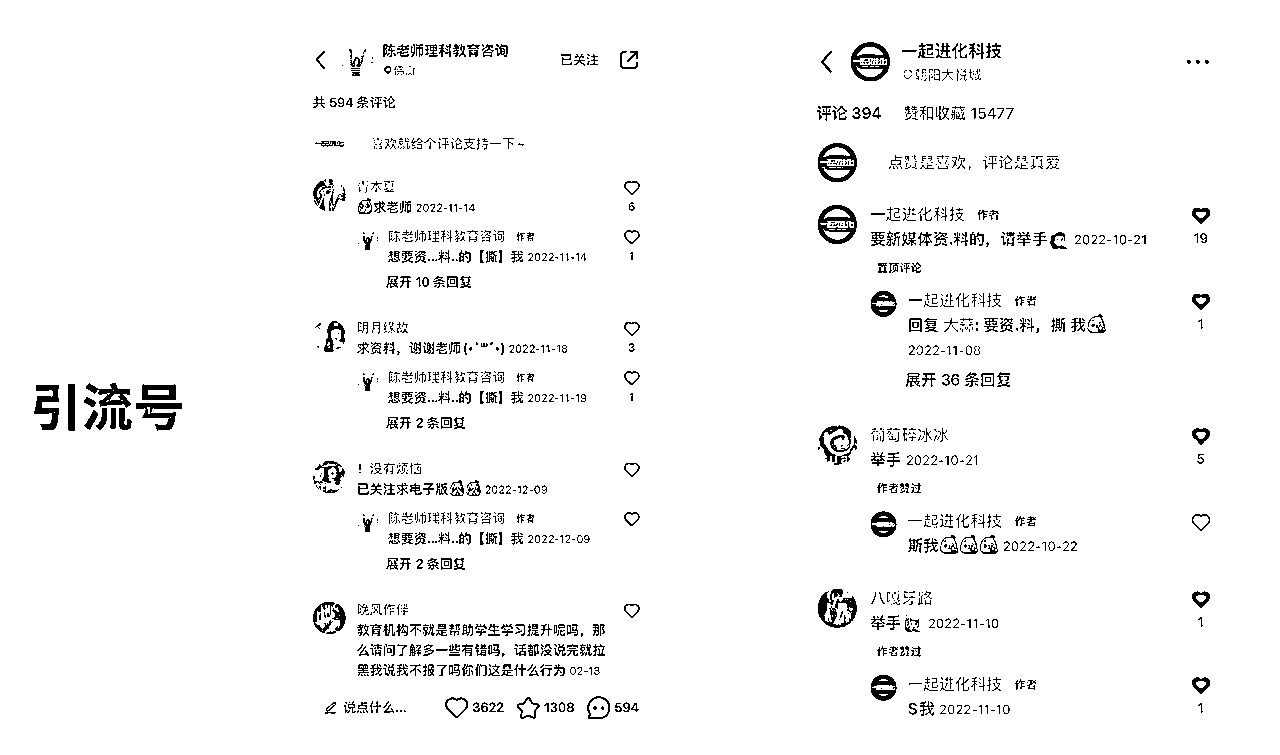 引流号
陈老师理科教育咨询
已关注
佛山
共 594 条评论
喜欢就给个评论支持一下~
青木夏
求老师 2022-11-14
6
陈老师理科教育咨询 作者
想要资...料..的【撕】我 2022-11-14
1
展开 10 条回复
明月缘故
求资料，谢谢老师(•˙꒳˙•) 2022-11-18
3
陈老师理科教育咨询 作者
想要资...料..的【撕】我 2022-11-19
1
展开 2 条回复
！没有烦恼
已关注求电子版 2022-12-09
陈老师理科教育咨询 作者
想要资...料..的【撕】我 2022-12-09
展开 2 条回复
晚风作伴
教育机构不就是帮助学生学习提升呢吗，那
么请问了解多一些有错吗，话都没说完就拉
黑我说我不报了吗你们这是什么行为 02-13
说点什么...
3622
1308
594
一起进化科技
朝阳大悦城
评论 394 赞和收藏 15477
点赞是喜欢，评论是真爱
一起进化科技 作者
要新媒体资.料的，请举手 2022-10-21
19
置顶评论
一起进化科技 作者
回复 大蒜: 要资.料，撕 我
1
2022-11-08
展开 36 条回复
葡萄碎冰冰
举手 2022-10-21
5
作者赞过
一起进化科技 作者
斯我 2022-10-22
八嘎牙路
举手 2022-11-10
1
作者赞过
一起进化科技 作者
S我 2022-11-10
1